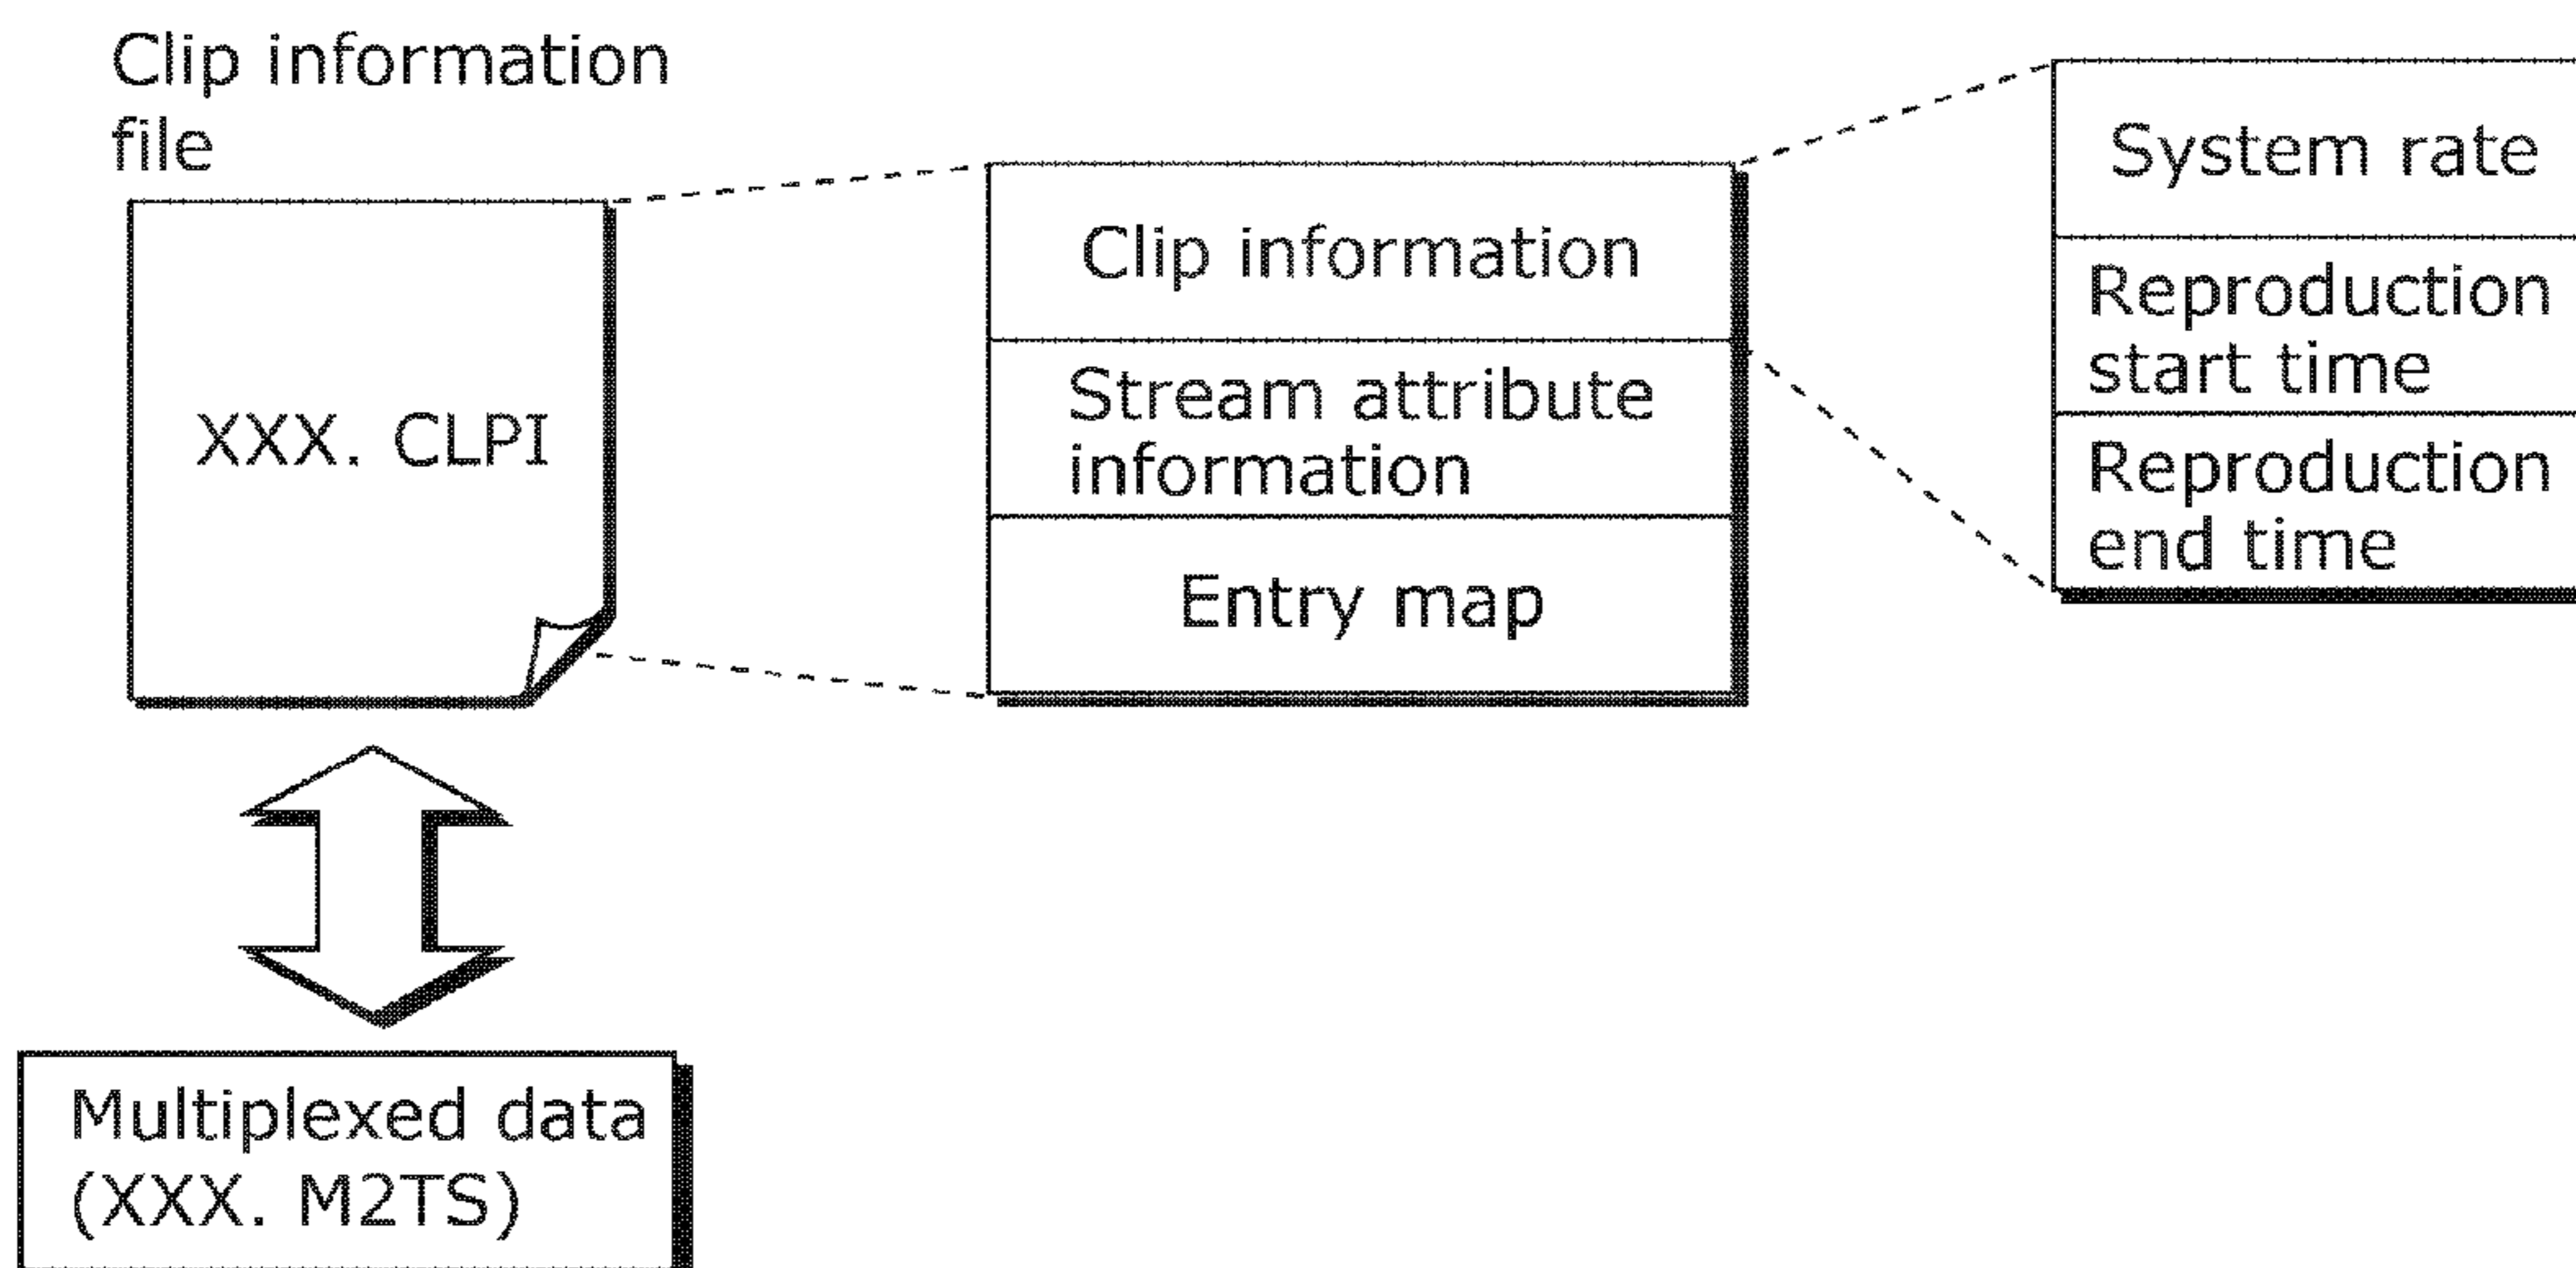 Clip information
file
XXX. CLPI
Clip information
Stream attribute
information
Entry map
System rate
Reproduction
start time
Reproduction
end time
Multiplexed data
(XXX. M2TS)